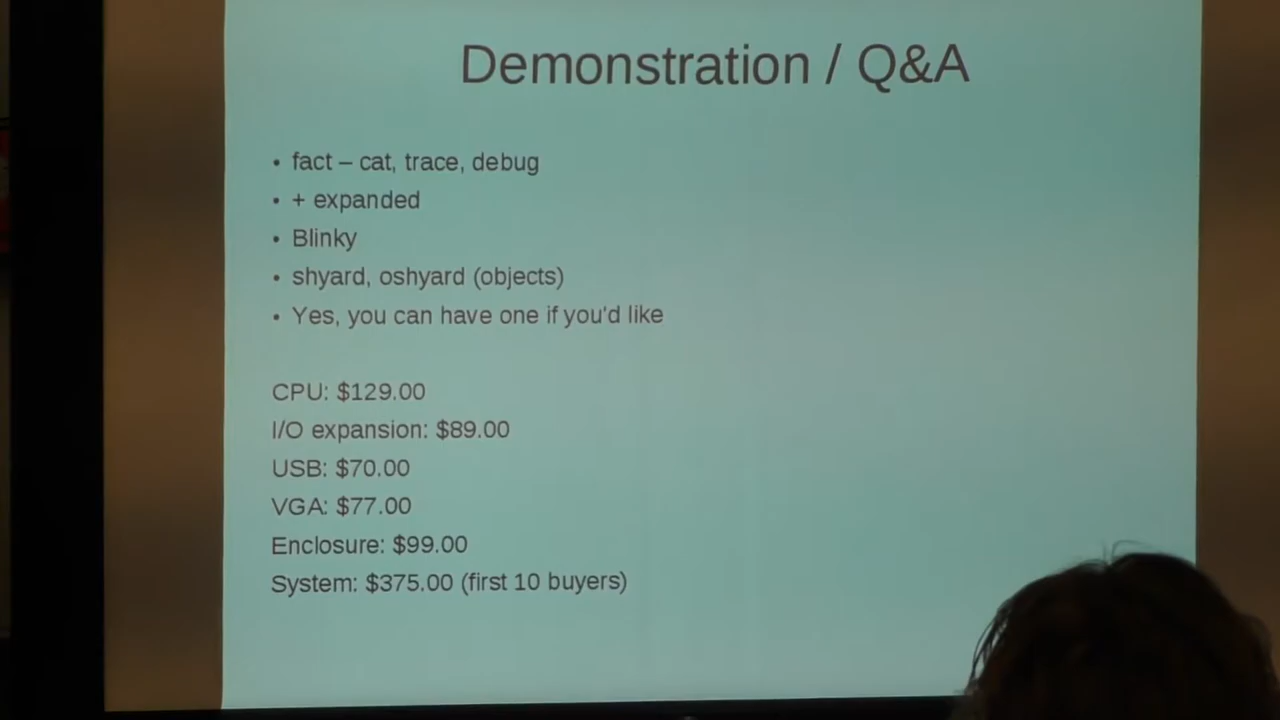 Demonstration / Q&A
• fact – cat, trace, debug
• + expanded
• Blinky
• shyard, oshyard (objects)
• Yes, you can have one if you'd like
CPU: $129.00
I/O expansion: $89.00
USB: $70.00
VGA: $77.00
Enclosure: $99.00
System: $375.00 (first 10 buyers)